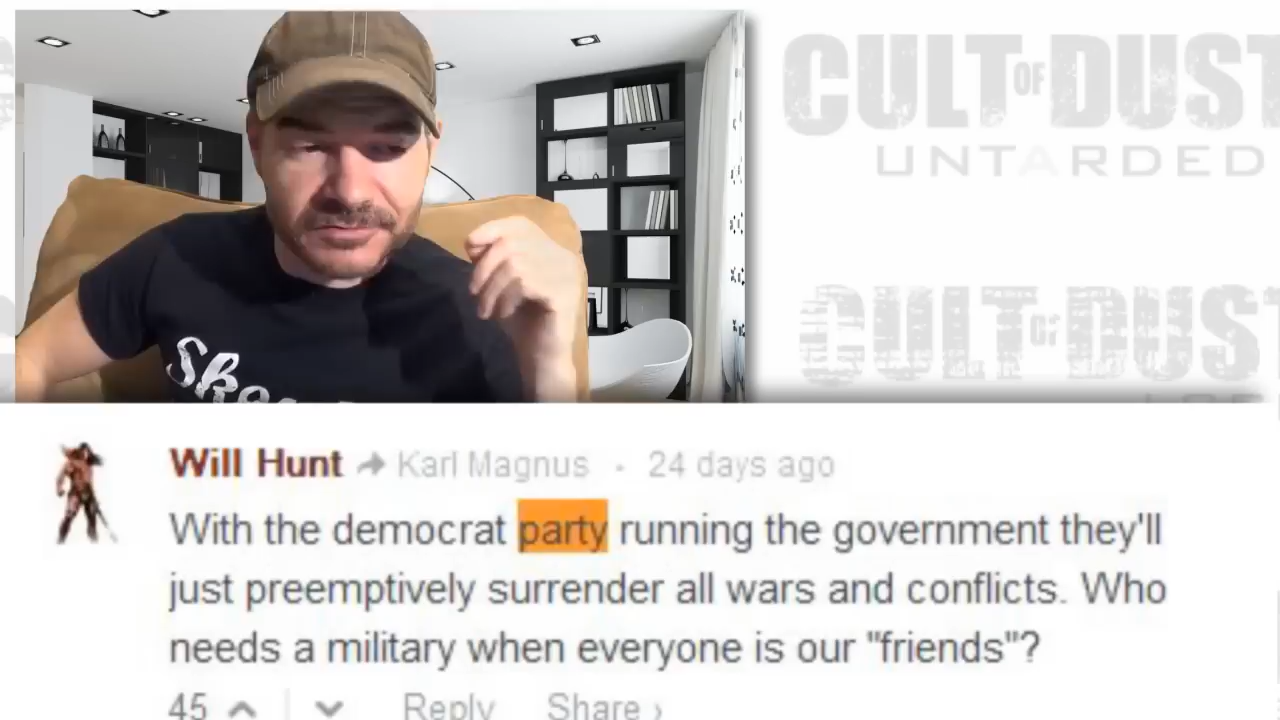 CULT OF DUST
UNTARDED
CULT OF DUST
Will Hunt Karl Magnus • 24 days ago
With the democrat party running the government they'll
just preemptively surrender all wars and conflicts. Who
needs a military when everyone is our "friends"?
45 Reply Share ›